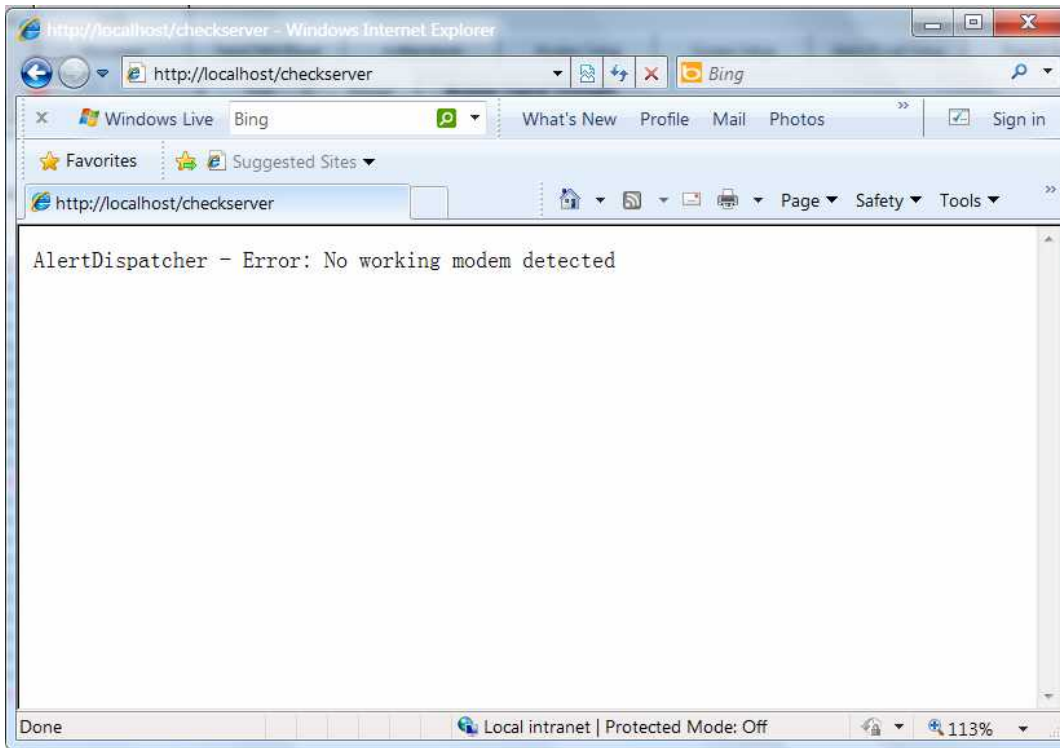 http://localhost/checkserver - Windows Internet Explorer
http://localhost/checkserver
Bing
Windows Live
Bing
What's New Profile Mail Photos
Sign in
Favorites
Suggested Sites
http://localhost/checkserver
Page Safety Tools
AlertDispatcher - Error: No working modem detected
Done
Local intranet | Protected Mode: Off
113%